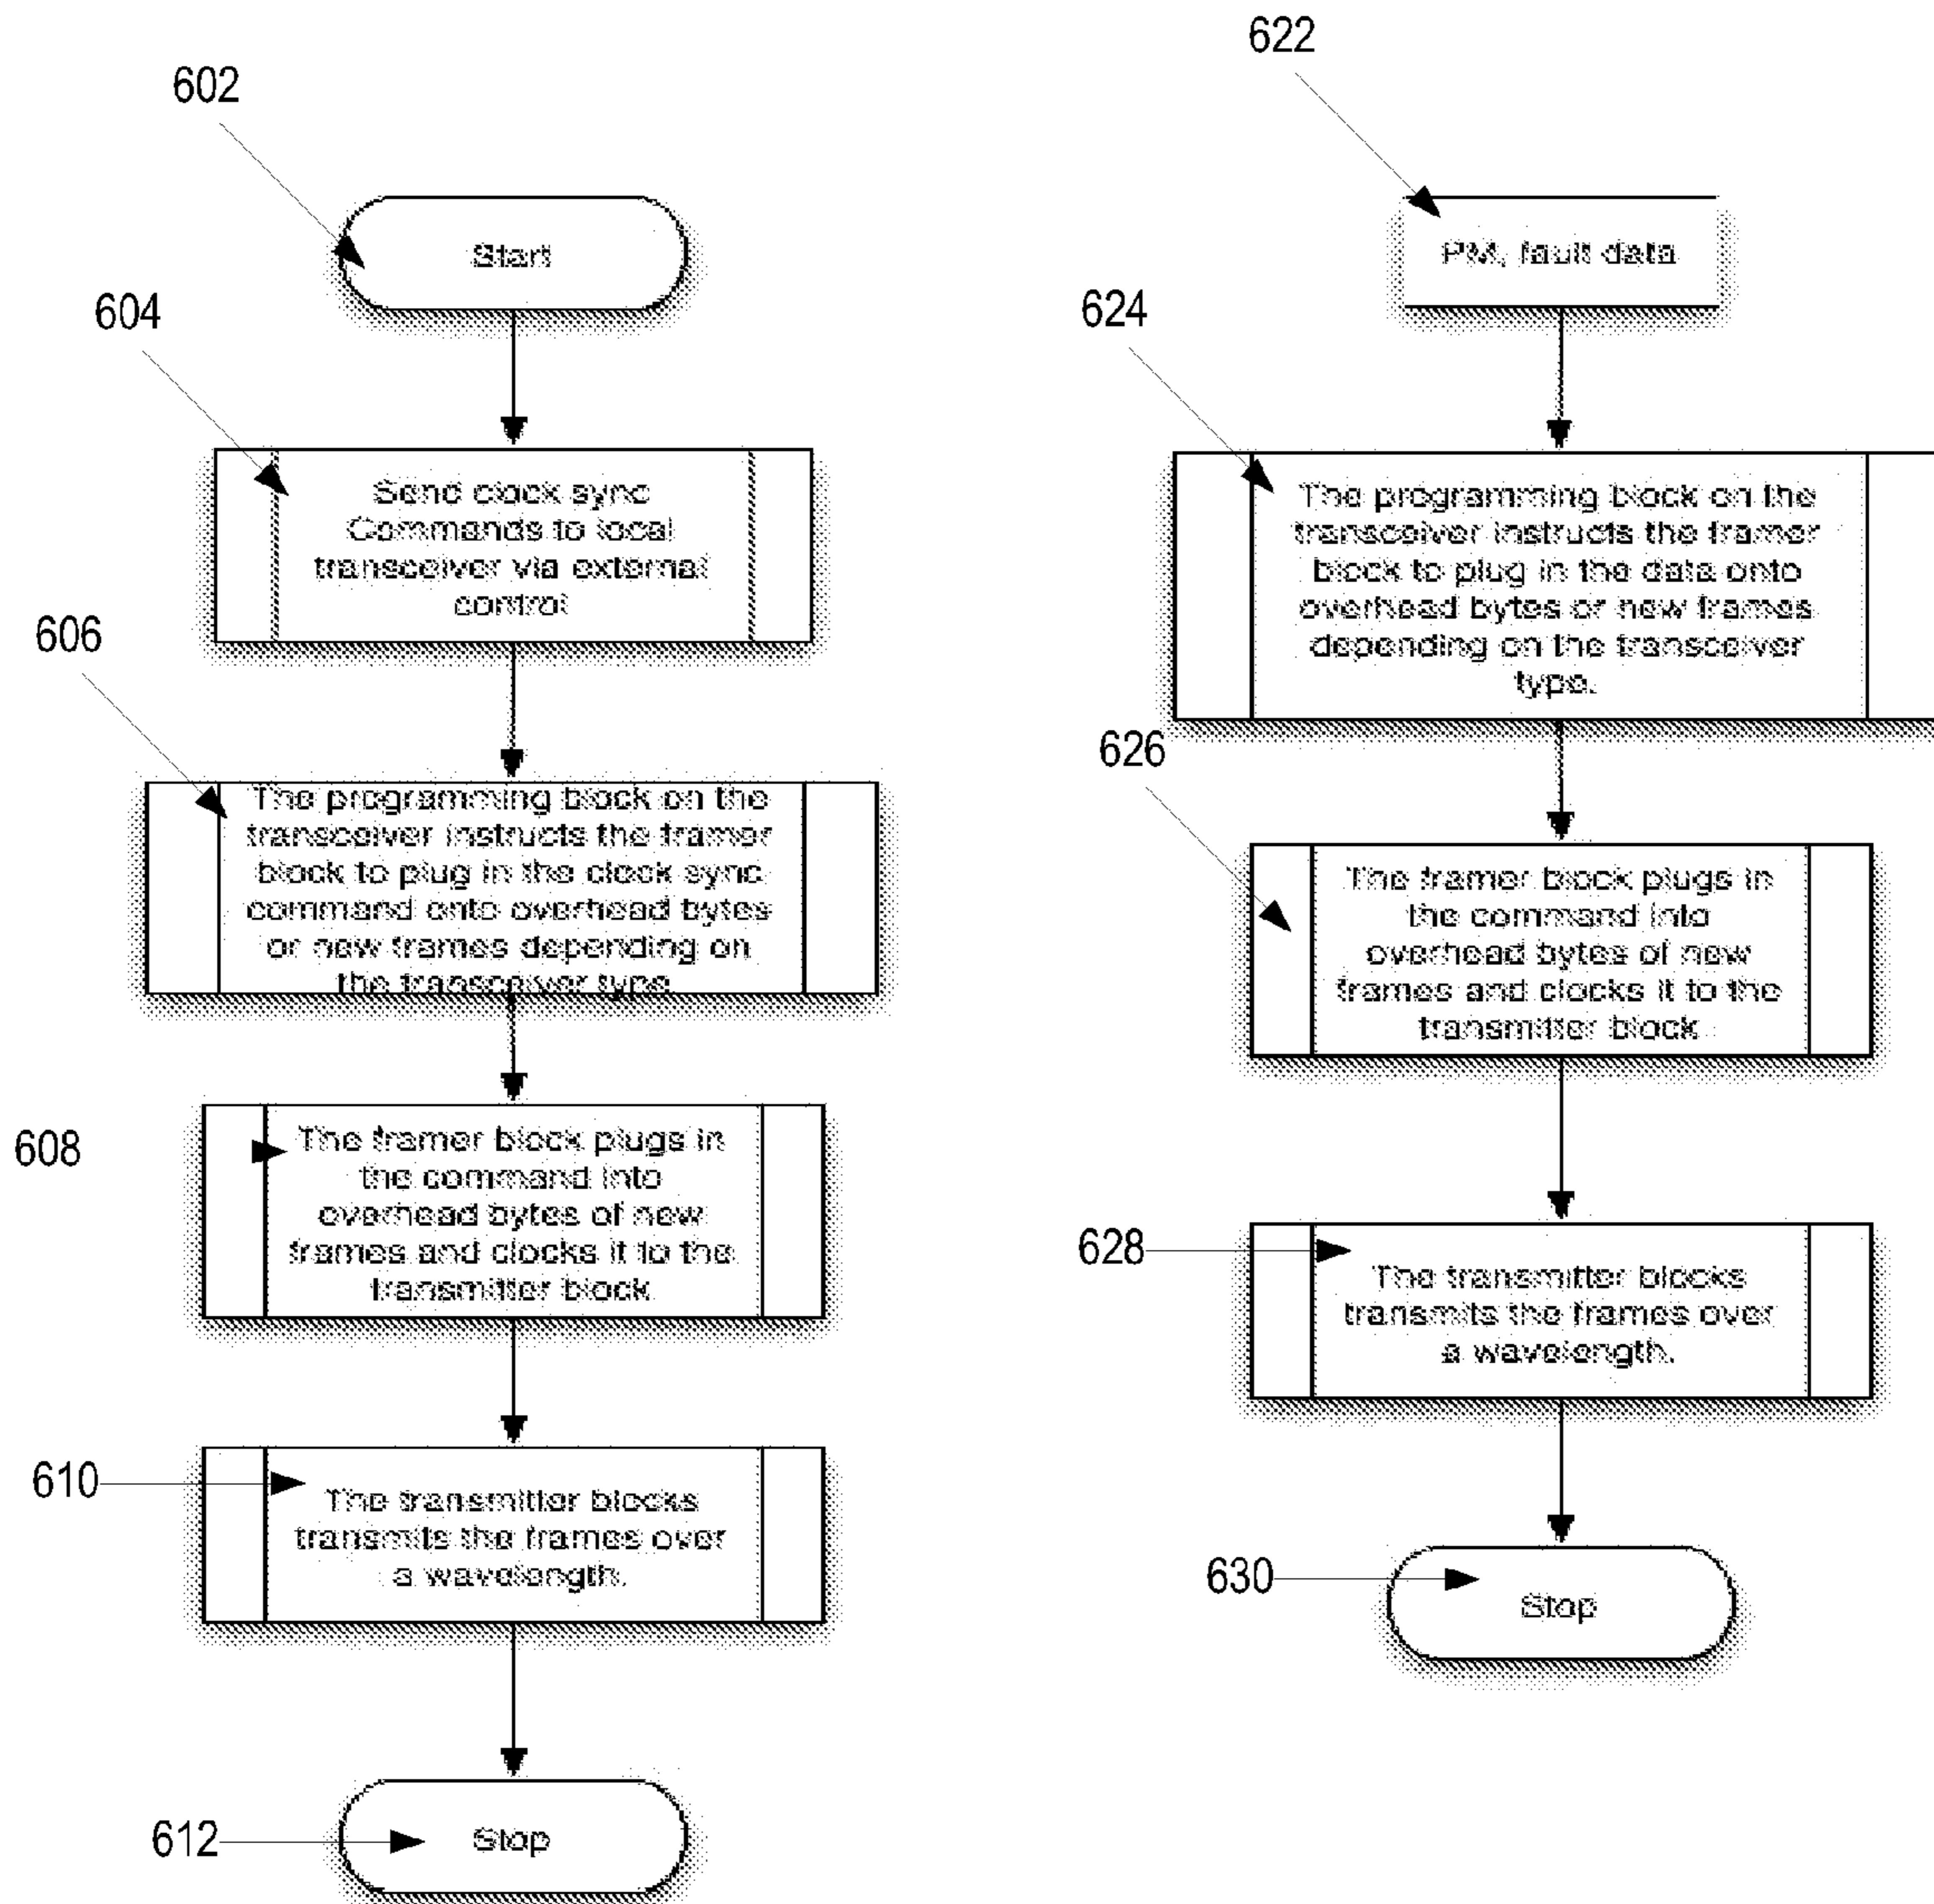 602
Start
604
Send clock sync
Commands to local
transceiver via external
control
606
The programming block on the
transceiver instructs the framer
block to plug in the clock sync
command onto overhead bytes
or new frames depending on
the transceiver type.
608
The framer block plugs in
the command into
overhead bytes of new
frames and clocks it to the
transmitter block
610
The transmitter blocks
transmits the frames over
a wavelength.
612
Stop
622
PM, fault data
624
The programming block on the
transceiver instructs the framer
block to plug in the data onto
overhead bytes or new frames
depending on the transceiver
type.
626
The framer block plugs in
the command into
overhead bytes of new
frames and clocks it to the
transmitter block
628
The transmitter blocks
transmits the frames over
a wavelength.
630
Stop